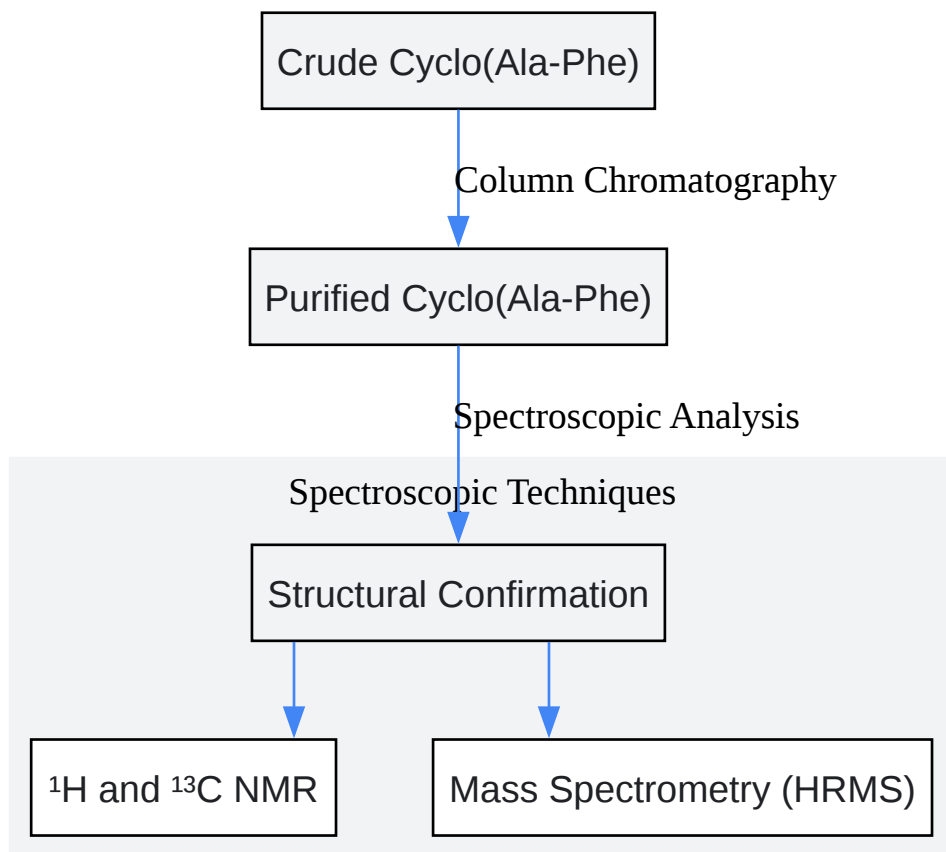 Crude Cyclo(Ala-Phe)
Column Chromatography
Purified Cyclo(Ala-Phe)
Spectroscopic Analysis
Spectroscopic Techniques
Structural Confirmation
¹H and ¹³C NMR
Mass Spectrometry (HRMS)